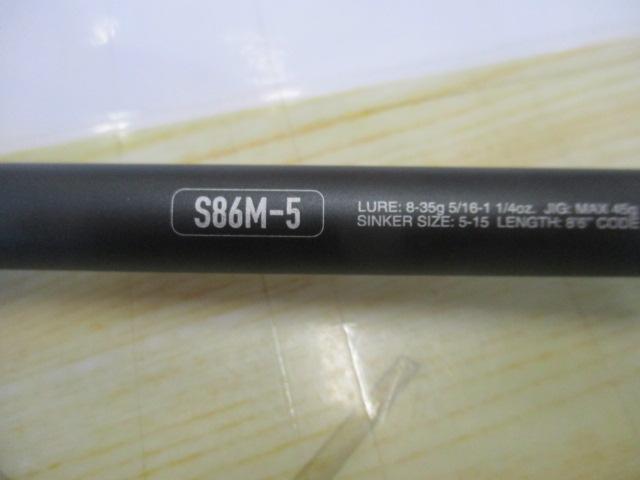 S86M-5
LURE: 8-35g 5/16-1 1/4oz. JIG: MAX 45g
SINKER SIZE: 5-15 LENGTH: 8'6" CODE